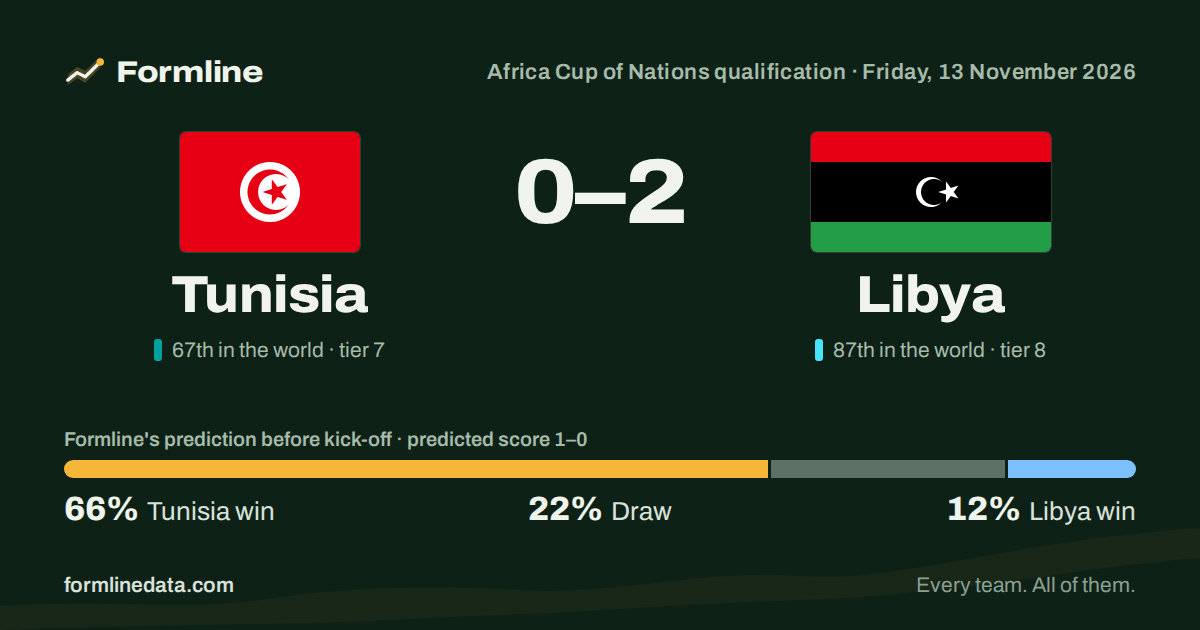 Formline
Africa Cup of Nations qualification · Friday, 13 November 2026
0–2
Tunisia
Libya
67th in the world · tier 7
87th in the world · tier 8
Formline's prediction before kick-off · predicted score 1–0
66% Tunisia win
22% Draw
12% Libya win
formlinedata.com
Every team. All of them.